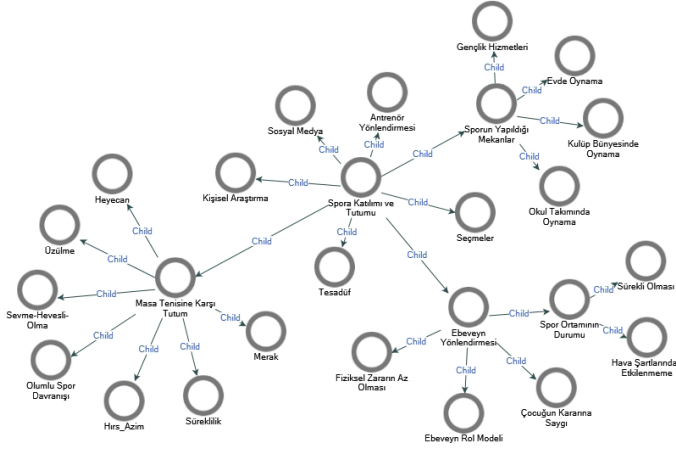 Gençlik Hizmetleri
Child
Evde Oynama
Child
Sporun Yapıldığı
Mekanlar
Child
Kulüp Bünyesinde
Oynama
Child
Okul Takımında
Oynama
Antrenör
Yönlendirmesi
Child
Sosyal Medya
Child
Child
Kişisel Araştırma
Child
Spora Katılımı ve
Tutumu
Child
Seçmeler
Child
Tesadüf
Child
Child
Heyecan
Child
Üzülme
Child
Sevme-Hevesli-
Olma
Child
Masa Tenisine Karşı
Tutum
Child
Merak
Child
Olumlu Spor
Davranışı
Child
Hırs_Azim
Child
Süreklilik
Ebeveyn
Yönlendirmesi
Child
Spor Ortamının
Durumu
Child
Sürekli Olması
Child
Hava Şartlarından
Etkilenmeme
Child
Fiziksel Zararın Az
Olması
Child
Ebeveyn Rol Modeli
Child
Çocuğun Kararına
Saygı